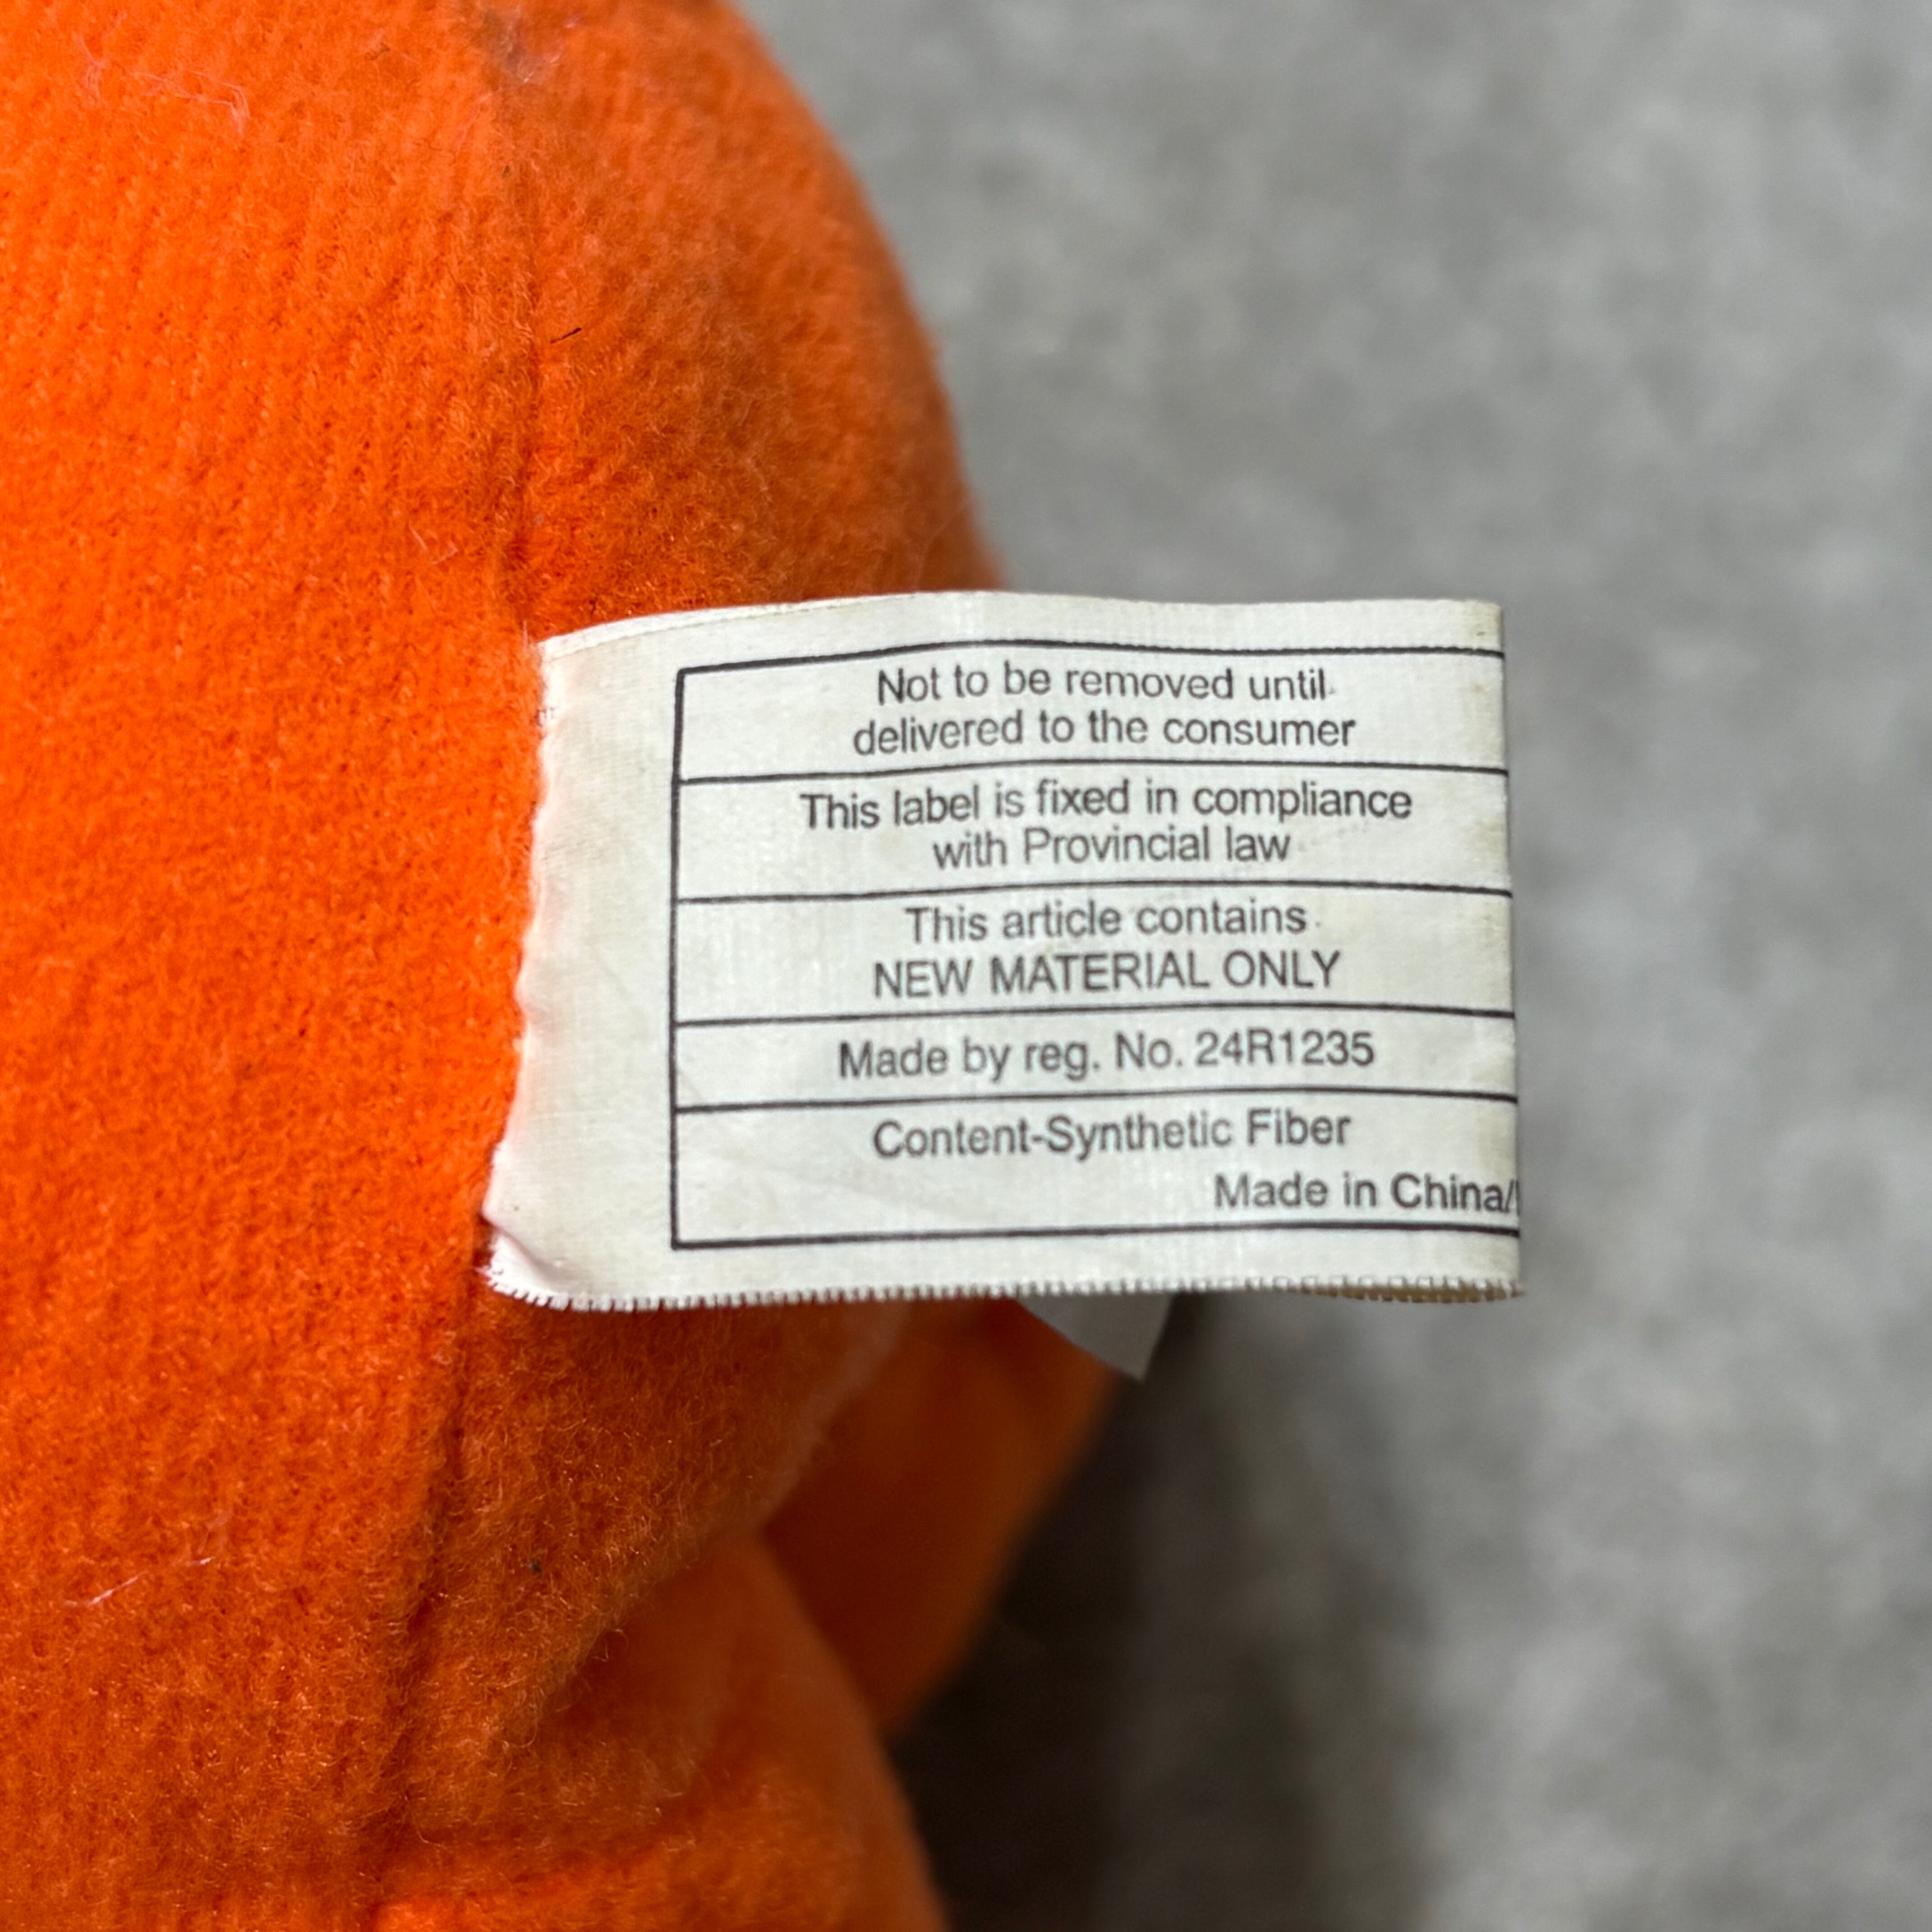 Not to be removed until
delivered to the consumer
This label is fixed in compliance
with Provincial law
This article contains
NEW MATERIAL ONLY
Made by reg. No. 24R1235
Content-Synthetic Fiber
Made in China/